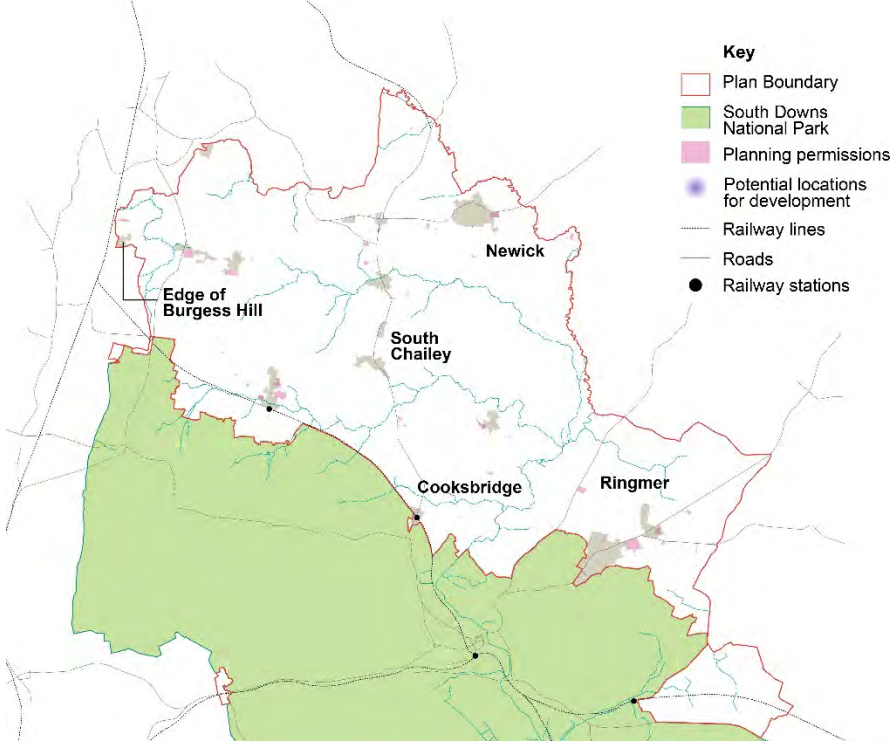 Key
Plan Boundary
South Downs
National Park
Planning permissions
Potential locations
for development
Railway lines
Roads
Railway stations
Newick
Edge of
Burgess Hill
South
Chailey
Cooksbridge
Ringmer